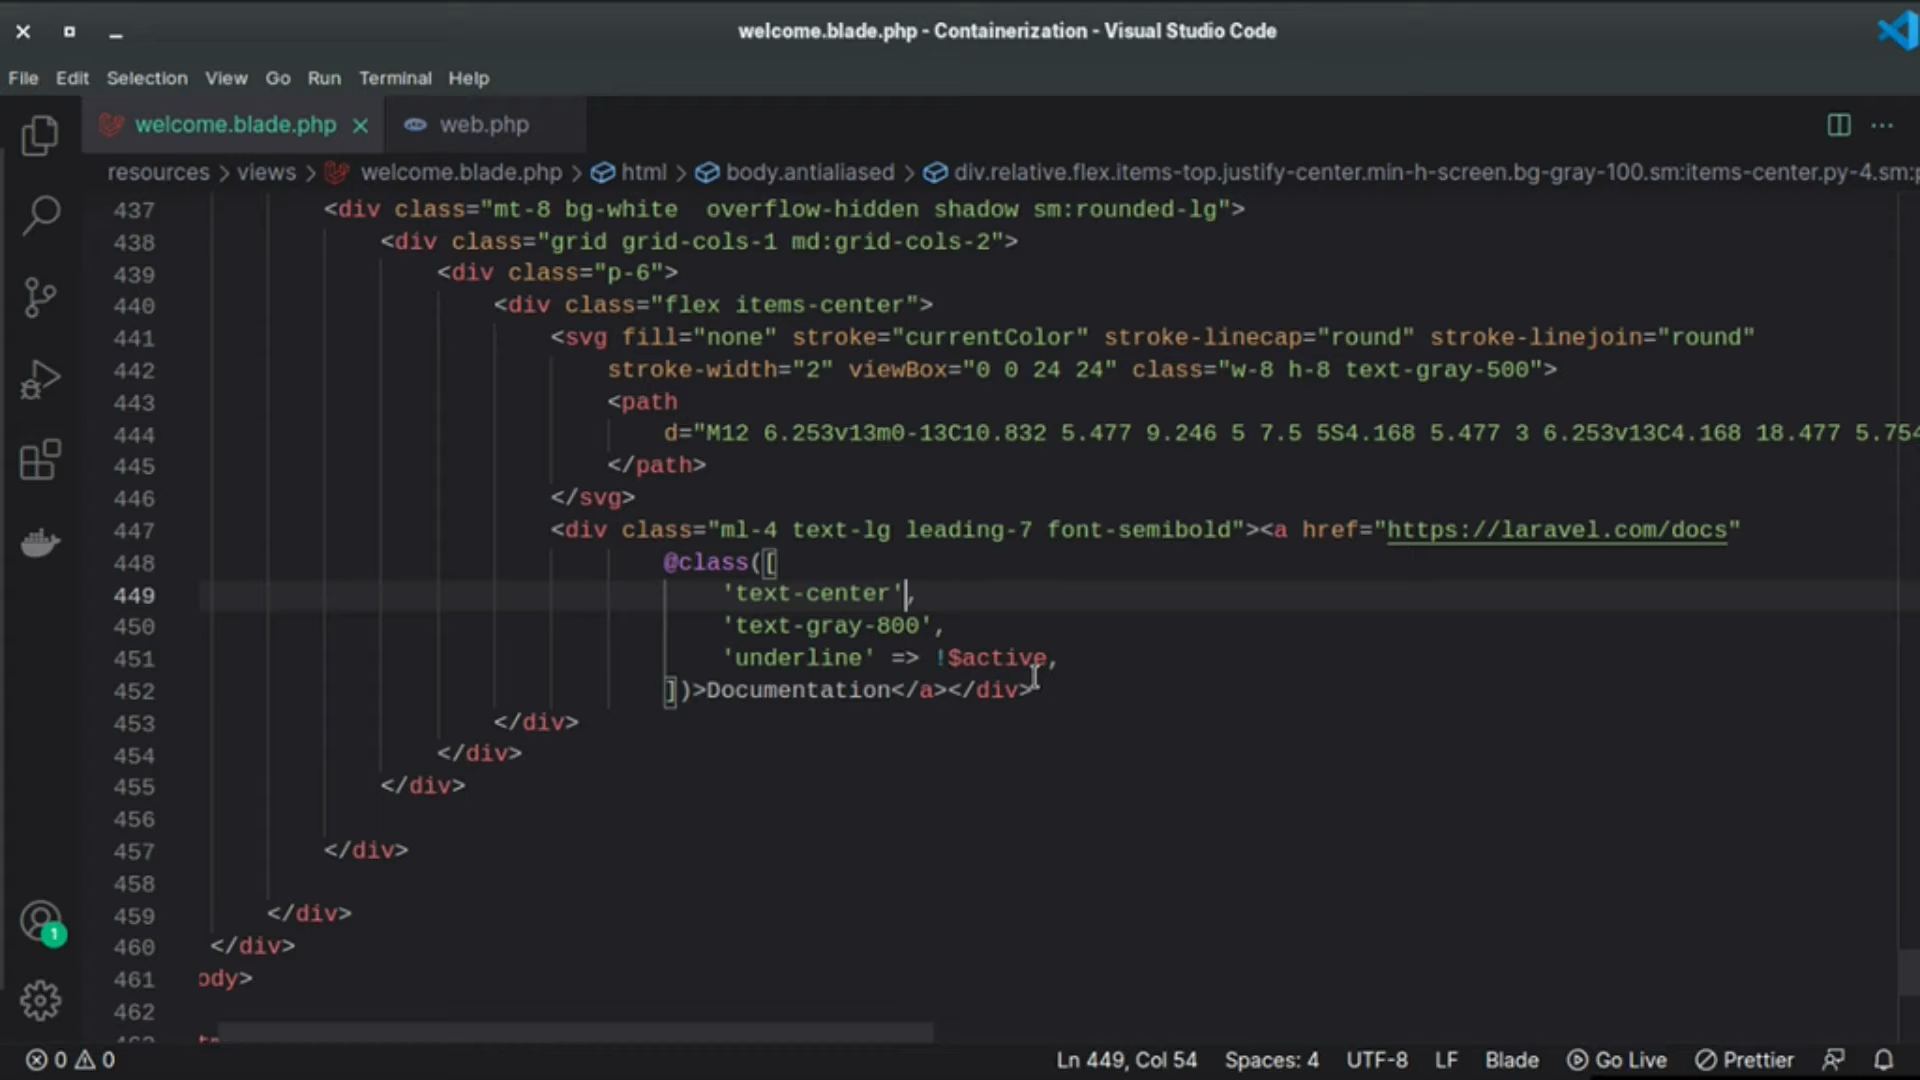 welcome.blade.php - Containerization - Visual Studio Code
File Edit Selection View Go Run Terminal Help
welcome.blade.php web.php
resources > views > welcome.blade.php > html > body.antialiased > div.relative.flex.items-top.justify-center.min-h-screen.bg-gray-100.sm:items-center.py-4.sm:p
437 <div class="mt-8 bg-white  overflow-hidden shadow sm:rounded-lg">
438 <div class="grid grid-cols-1 md:grid-cols-2">
439 <div class="p-6">
440 <div class="flex items-center">
441 <svg fill="none" stroke="currentColor" stroke-linecap="round" stroke-linejoin="round"
442 stroke-width="2" viewBox="0 0 24 24" class="w-8 h-8 text-gray-500">
443 <path
444 d="M12 6.253v13m0-13C10.832 5.477 9.246 5 7.5 5S4.168 5.477 3 6.253v13C4.168 18.477 5.754
445 </path>
446 </svg>
447 <div class="ml-4 text-lg leading-7 font-semibold"><a href="https://laravel.com/docs"
448 @class([
449 'text-center',
450 'text-gray-800',
451 'underline' => !$active,
452 ])>Documentation</a></div>
453 </div>
454 </div>
455 </div>
456
457 </div>
458
459 </div>
460 </div>
461 ody>
462
1
0 0 Ln 449, Col 54 Spaces: 4 UTF-8 LF Blade Go Live Prettier